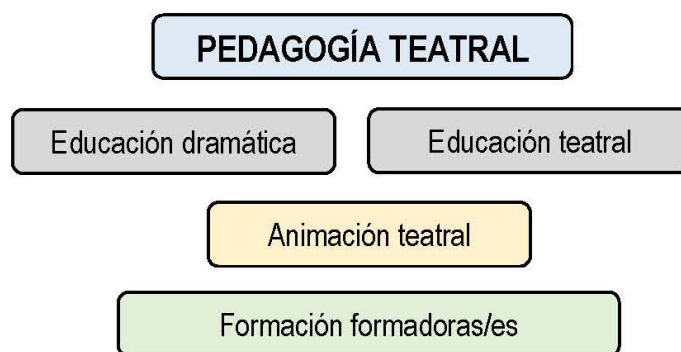 PEDAGOGÍA TEATRAL
Educación dramática
Educación teatral
Animación teatral
Formación formadoras/es